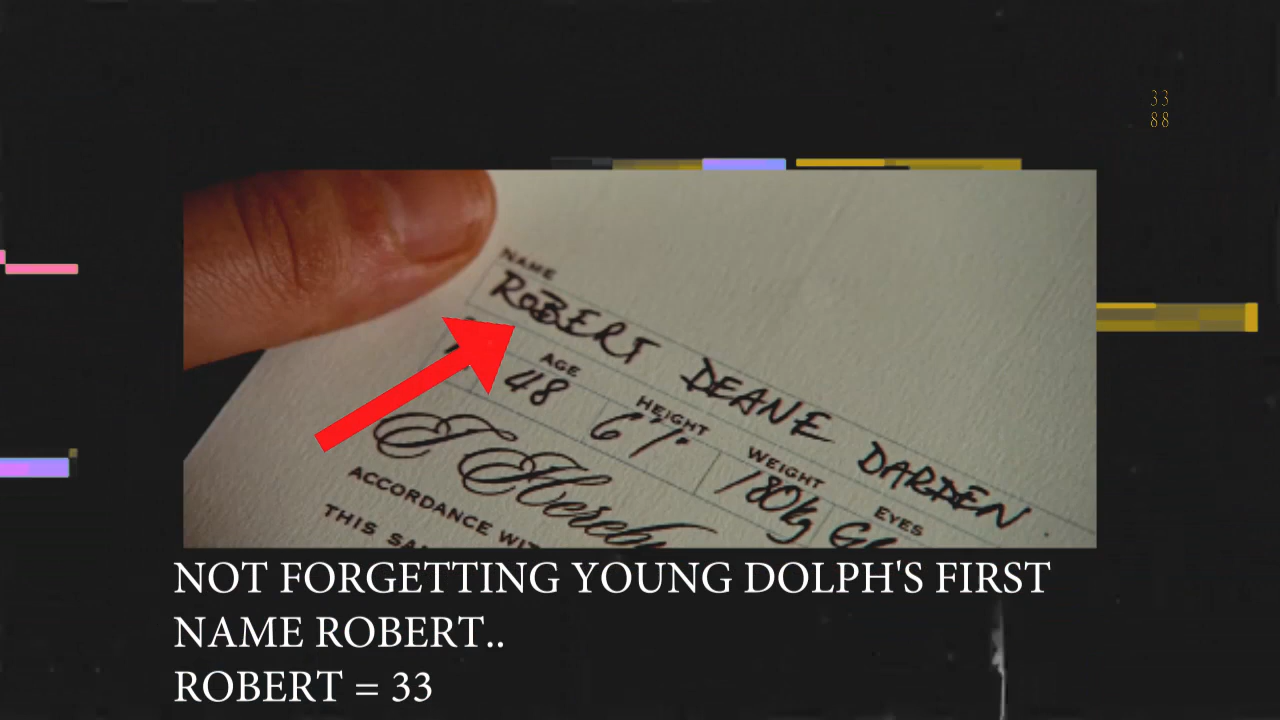 33
88
NAME
ROBERT DEANE DARDEN
AGE
48
HEIGHT
6'1"
WEIGHT
180
EYES
I Hereby
ACCORDANCE
THIS
NOT FORGETTING YOUNG DOLPH'S FIRST
NAME ROBERT..
ROBERT = 33